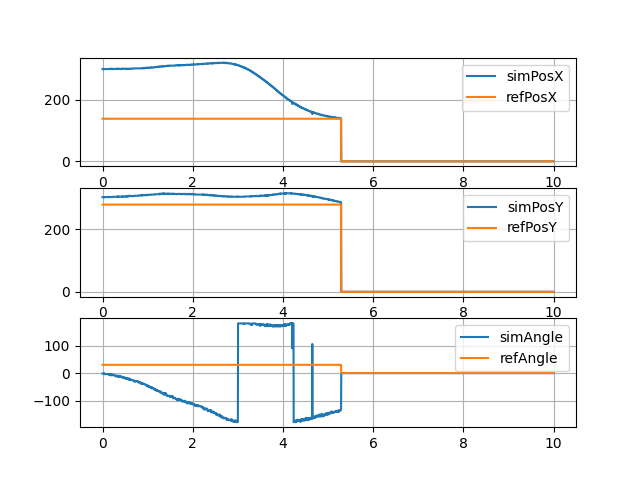 simPosX
refPosX
200
0
0 2 4 6 8 10
simPosY
refPosY
200
0
0 2 4 6 8 10
simAngle
refAngle
100
0
−100
0 2 4 6 8 10